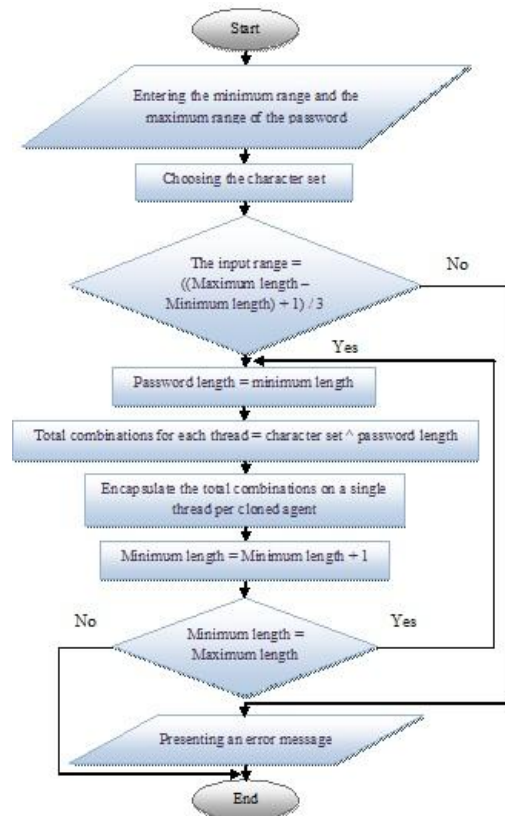 Start
Entering the minimum range and the
maximum range of the password
Choosing the character set
The input range =
((Maximum length –
Minimum length) + 1) / 3
No
Yes
Password length = minimum length
Total combinations for each thread = character set ^ password length
Encapsulate the total combinations on a single
thread per cloned agent
Minimum length = Minimum length + 1
No
Yes
Minimum length =
Maximum length
Presenting an error message
End